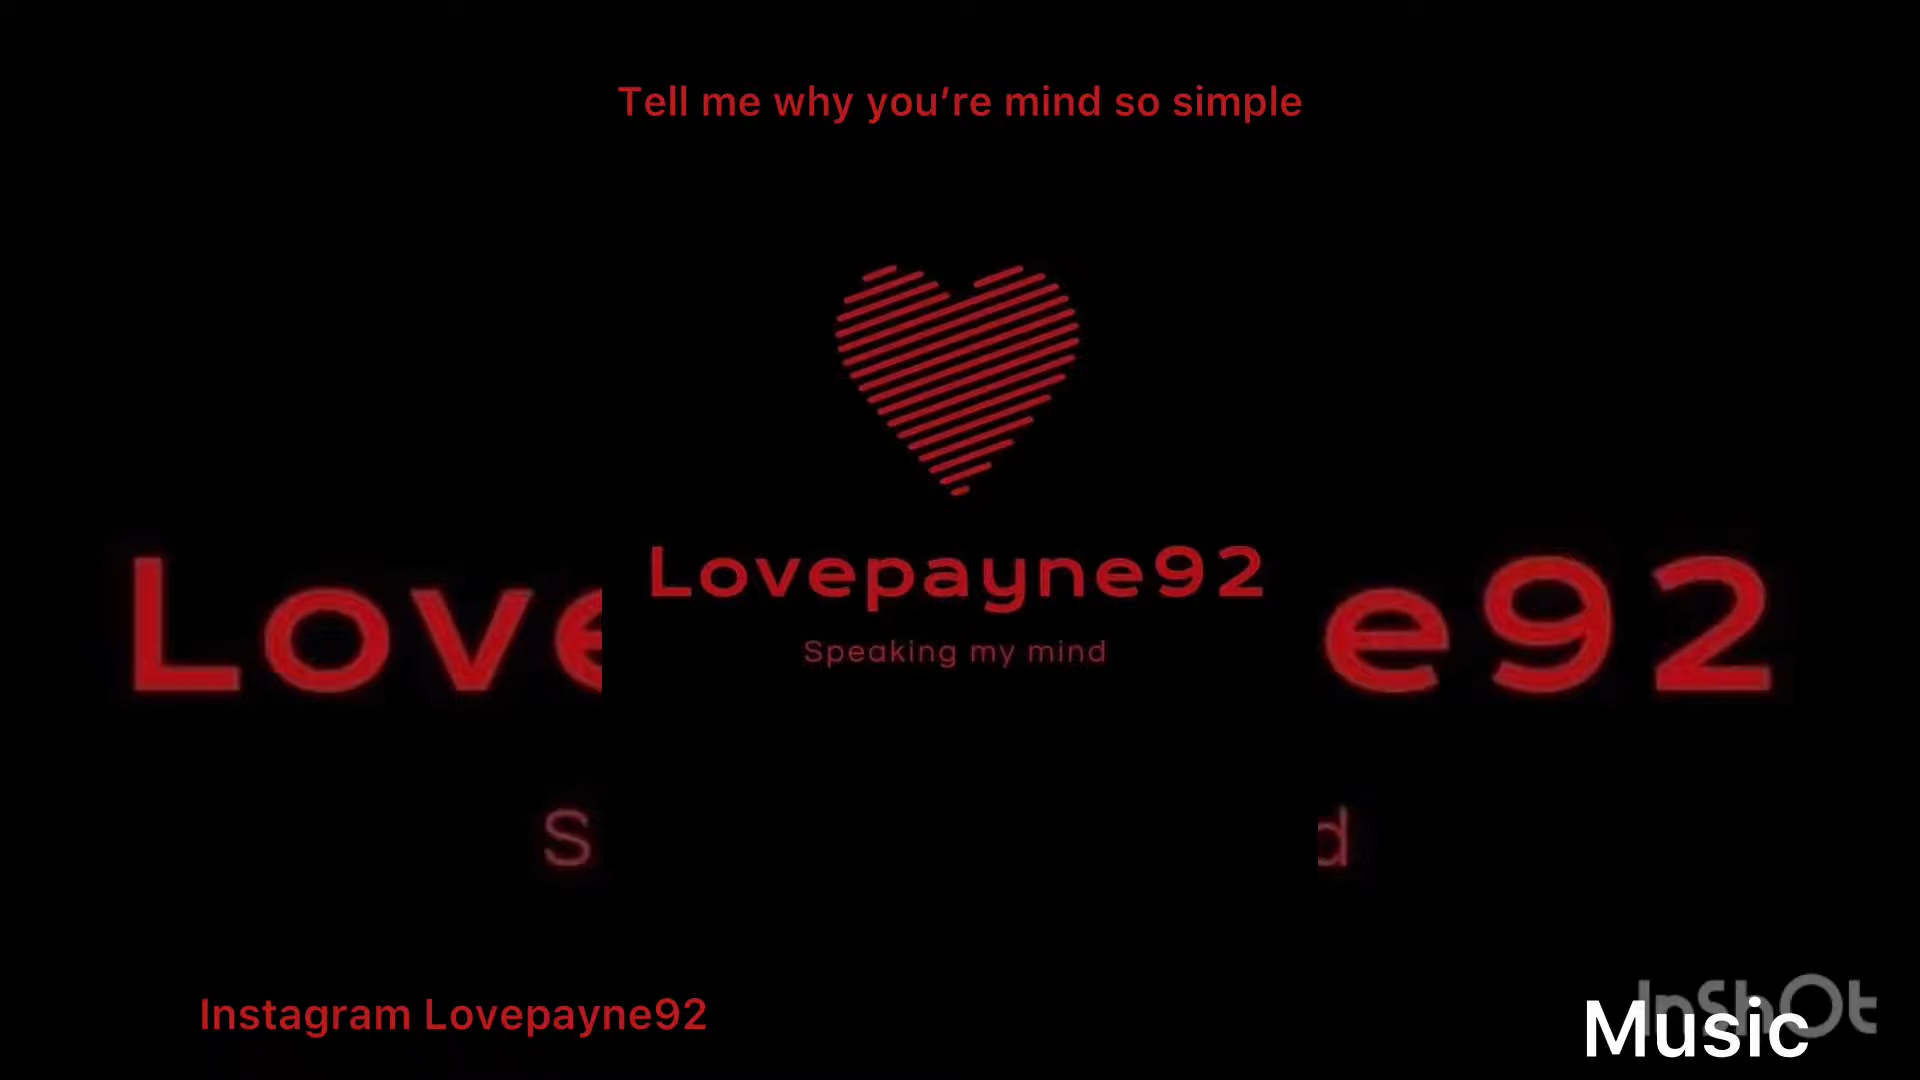 Tell me why you’re mind so simple
Lovepayne92
Speaking my mind
Love
e92
S
d
Instagram Lovepayne92
InShOt
Music